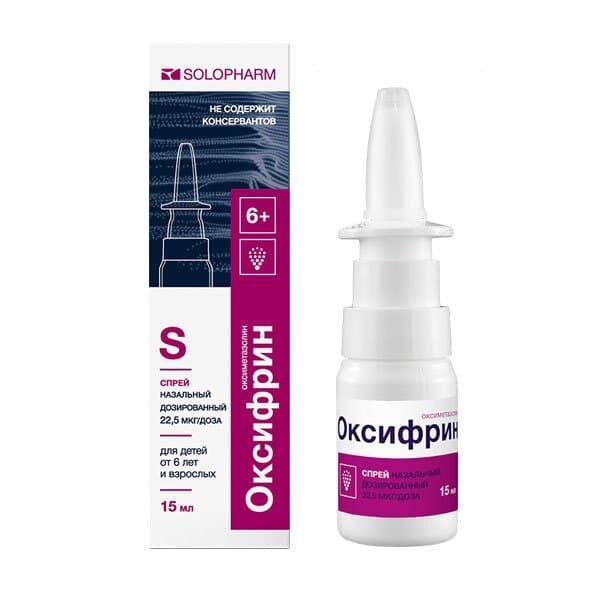 SOLOPHARM
НЕ СОДЕРЖИТ
КОНСЕРВАНТОВ
6+
S
СПРЕЙ
НАЗАЛЬНЫЙ
ДОЗИРОВАННЫЙ
22,5 МКГ/ДОЗА
для детей
от 6 лет
и взрослых
15 мл
оксиметазолин
Оксифрин
ОКСИМЕТАЗОЛИН
Оксифрин
СПРЕЙ НАЗАЛЬНЫЙ
ДОЗИРОВАННЫЙ
22,5 МКГ/ДОЗА
15 мл